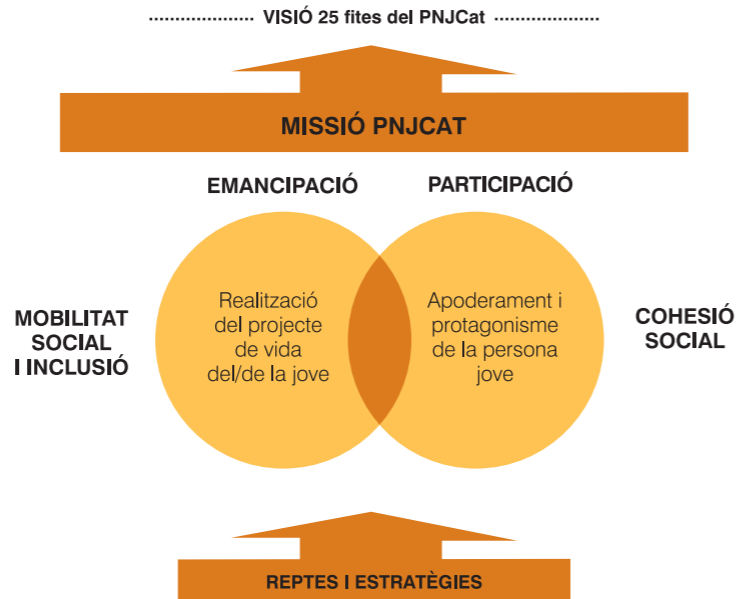 VISIÓ 25 fites del PNJCat
MISSIÓ PNJCAT
EMANCIPACIÓ
PARTICIPACIÓ
MOBILITAT
SOCIAL
I INCLUSIÓ
Realització
del projecte
de vida
del/de la jove
Apoderament i
protagonisme
de la persona
jove
COHESIÓ
SOCIAL
REPTES I ESTRATÈGIES